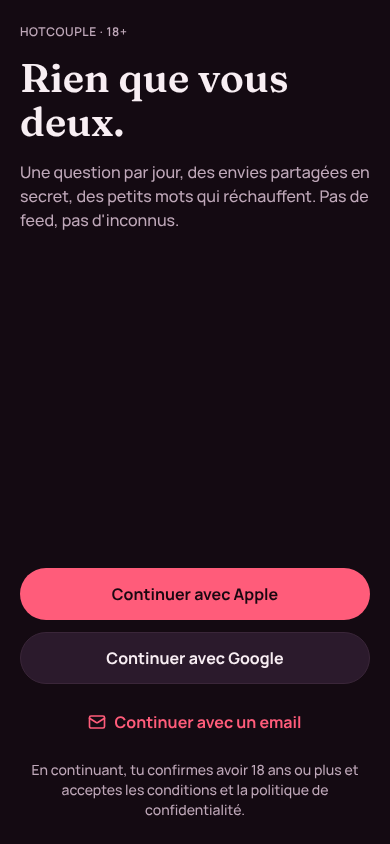 HOTCOUPLE · 18+
Rien que vous
deux.
Une question par jour, des envies partagées en
secret, des petits mots qui réchauffent. Pas de
feed, pas d'inconnus.
Continuer avec Apple
Continuer avec Google
Continuer avec un email
En continuant, tu confirmes avoir 18 ans ou plus et
acceptes les conditions et la politique de
confidentialité.